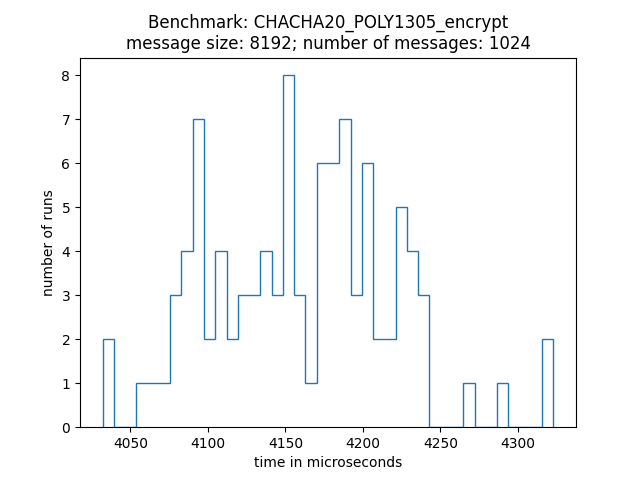 Benchmark: CHACHA20_POLY1305_encrypt
message size: 8192; number of messages: 1024
8
7
6
5
4
3
2
1
0
number of runs
4050 4100 4150 4200 4250 4300
time in microseconds